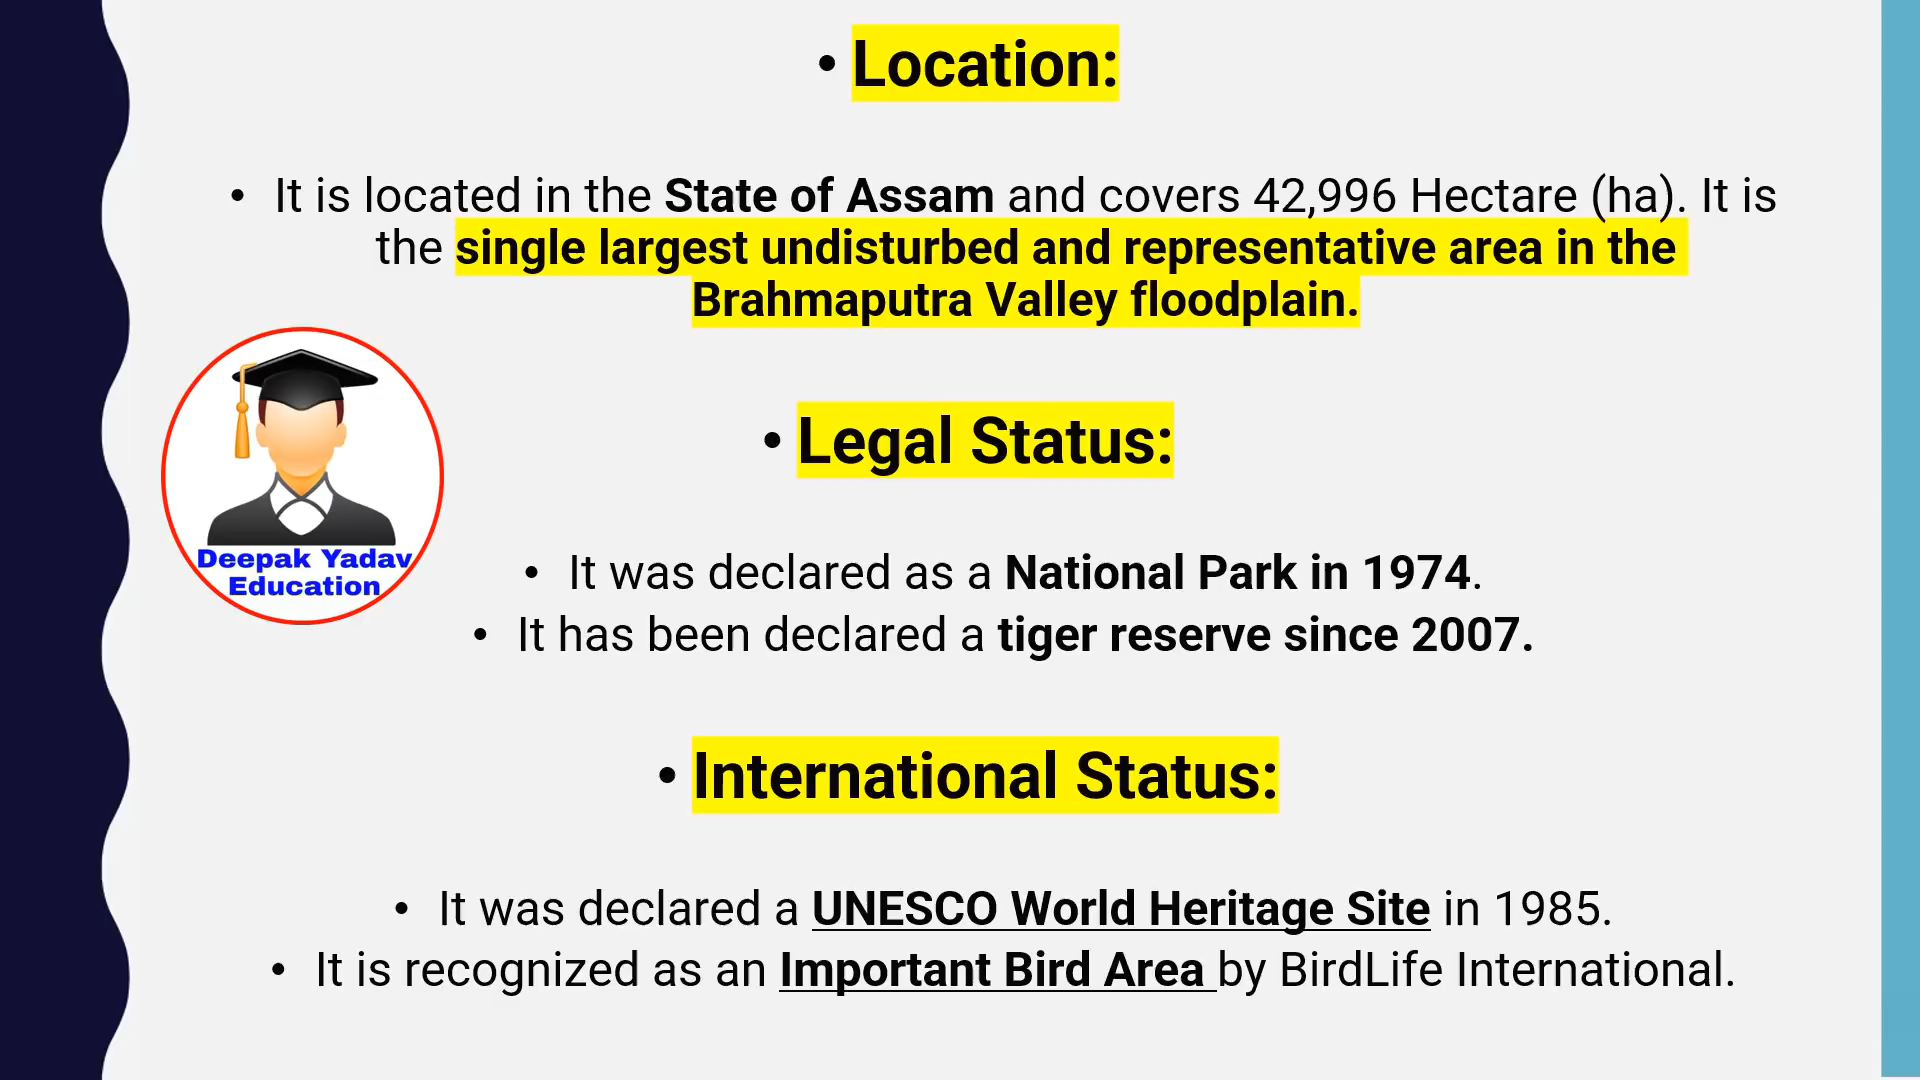 • Location:
• It is located in the State of Assam and covers 42,996 Hectare (ha). It is
the single largest undisturbed and representative area in the
Brahmaputra Valley floodplain.
• Legal Status:
Deepak Yadav
Education
• It was declared as a National Park in 1974.
• It has been declared a tiger reserve since 2007.
• International Status:
• It was declared a UNESCO World Heritage Site in 1985.
• It is recognized as an Important Bird Area by BirdLife International.